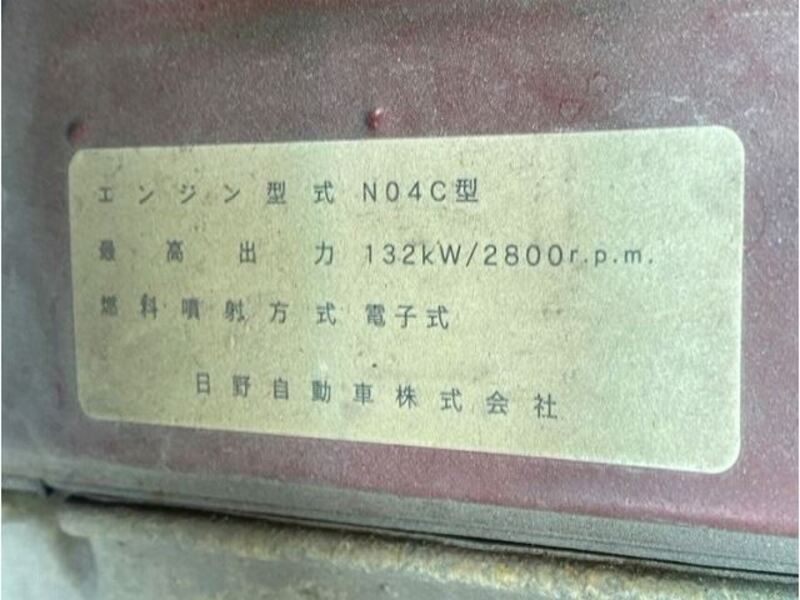 エンジン型式 N04C型
最高出力 132kW/2800r.p.m.
燃料噴射方式 電子式
日野自動車株式会社